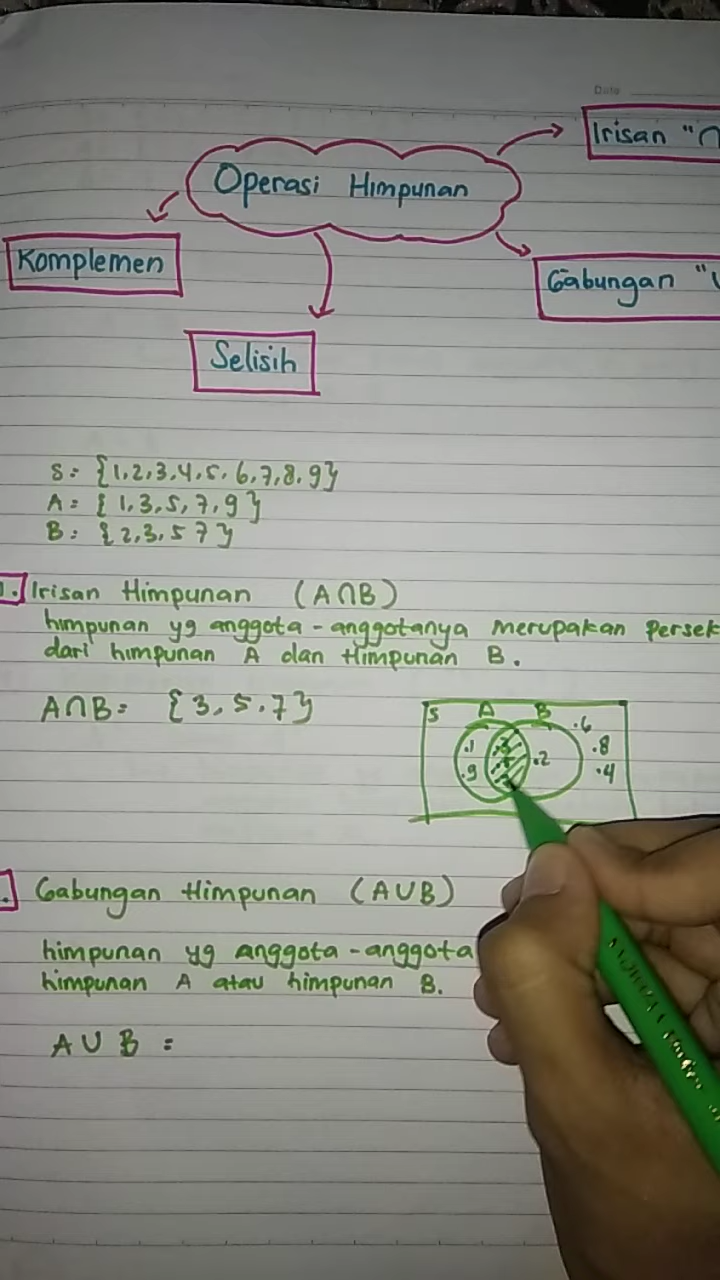 Date
Irisan "∩
Operasi Himpunan
Komplemen
Gabungan "
Selisih
S = {1,2,3,4,5,6,7,8,9}
A = {1,3,5,7,9}
B = {2,3,5 7}
1. Irisan Himpunan (A∩B)
himpunan yg anggota-anggotanya merupakan persek
dari himpunan A dan Himpunan B.
A∩B = {3,5,7}
S A B
.6
.1 .3 .8
.5 .2
.9 .4
. Gabungan Himpunan (A∪B)
himpunan yg anggota-anggota
himpunan A atau himpunan B.
A ∪ B =